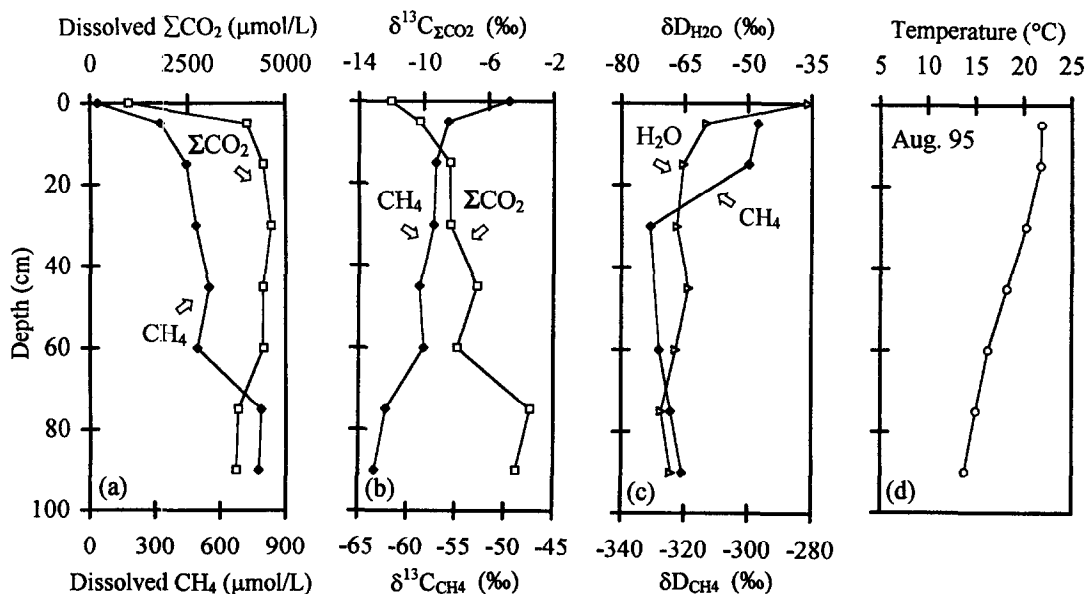 Dissolved ΣCO₂ (μmol/L)
0 2500 5000
δ¹³C_ΣCO2 (‰)
-14 -10 -6 -2
δD_H2O (‰)
-80 -65 -50 -35
Temperature (°C)
5 10 15 20 25
Depth (cm)
0
20
40
60
80
100
ΣCO₂
CH₄
(a)
CH₄
ΣCO₂
(b)
H₂O
CH₄
(c)
Aug. 95
(d)
0 300 600 900
Dissolved CH₄ (μmol/L)
-65 -60 -55 -45
δ¹³C_CH4 (‰)
-340 -320 -300 -280
δD_CH4 (‰)